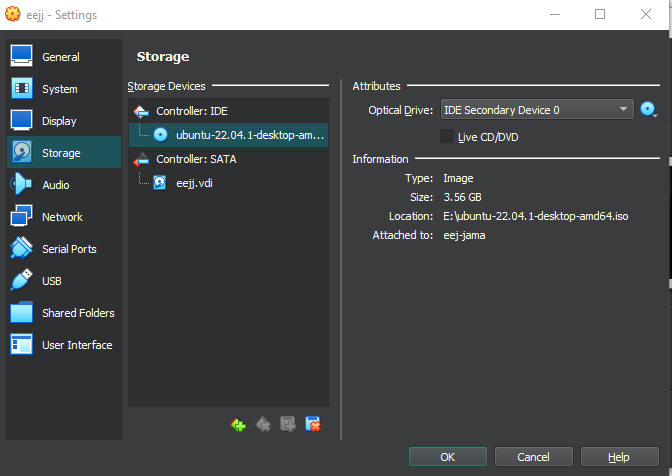 eejj - Settings
General
System
Display
Storage
Audio
Network
Serial Ports
USB
Shared Folders
User Interface
Storage
Storage Devices
Controller: IDE
ubuntu-22.04.1-desktop-am...
Controller: SATA
eejj.vdi
Attributes
Optical Drive: IDE Secondary Device 0
Live CD/DVD
Information
Type: Image
Size: 3.56 GB
Location: E:\ubuntu-22.04.1-desktop-amd64.iso
Attached to: eej-jama
OK Cancel Help